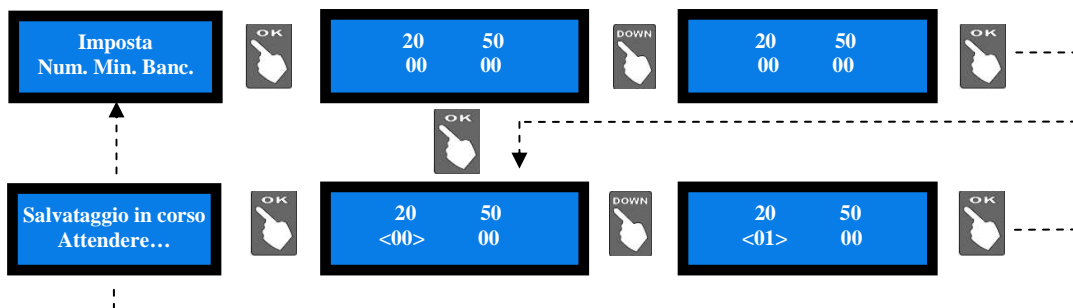 Imposta
Num. Min. Banc.
OK
20 50
00 00
DOWN
20 50
00 00
OK
OK
Salvataggio in corso
Attendere…
OK
20 50
<00> 00
DOWN
20 50
<01> 00
OK